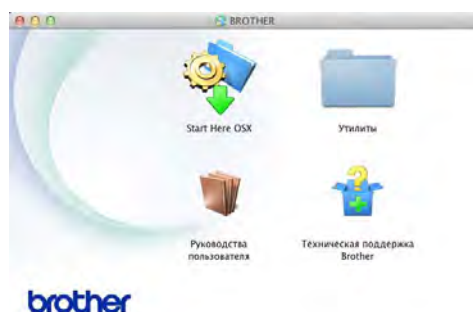 BROTHER
Start Here OSX
Утилиты
Руководства
пользователя
Техническая поддержка
Brother
brother